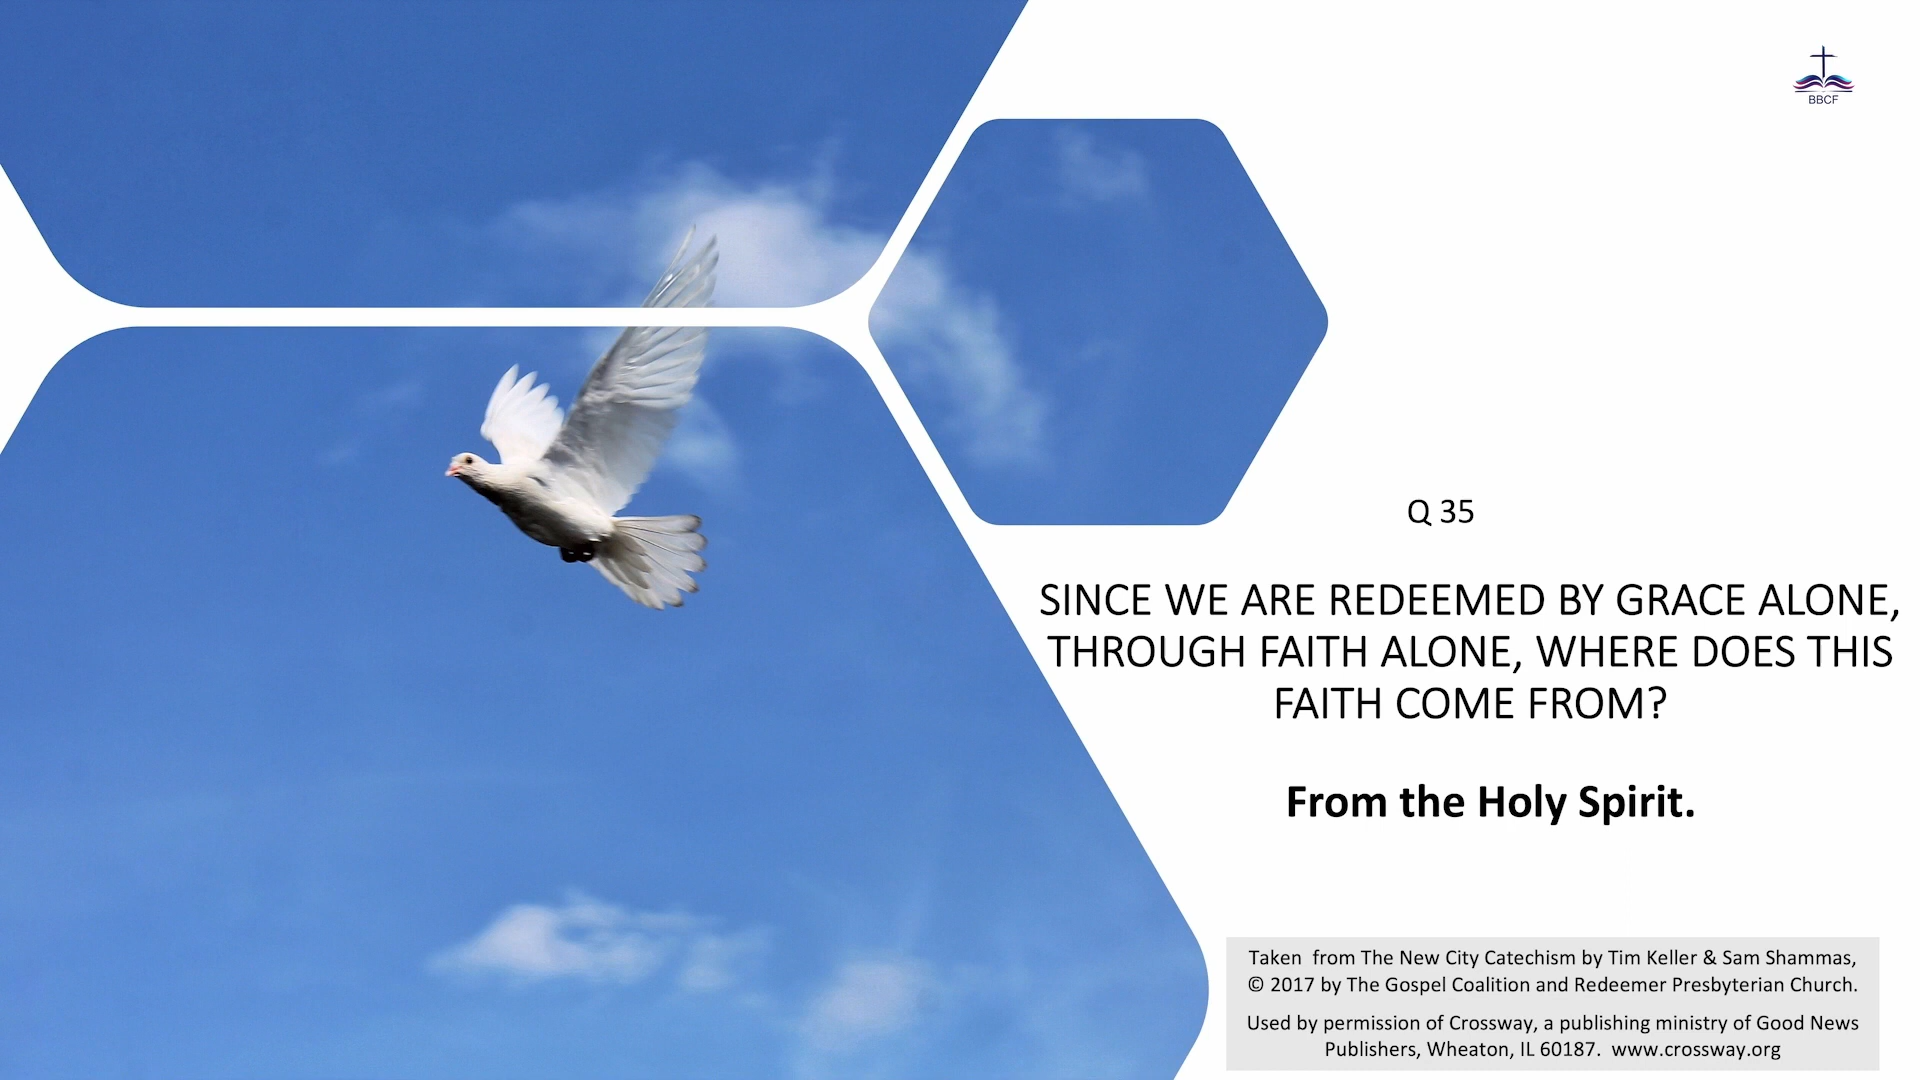 BBCF
Q 35
SINCE WE ARE REDEEMED BY GRACE ALONE,
THROUGH FAITH ALONE, WHERE DOES THIS
FAITH COME FROM?
From the Holy Spirit.
Taken  from The New City Catechism by Tim Keller & Sam Shammas,
© 2017 by The Gospel Coalition and Redeemer Presbyterian Church.
Used by permission of Crossway, a publishing ministry of Good News
Publishers, Wheaton, IL 60187.  www.crossway.org